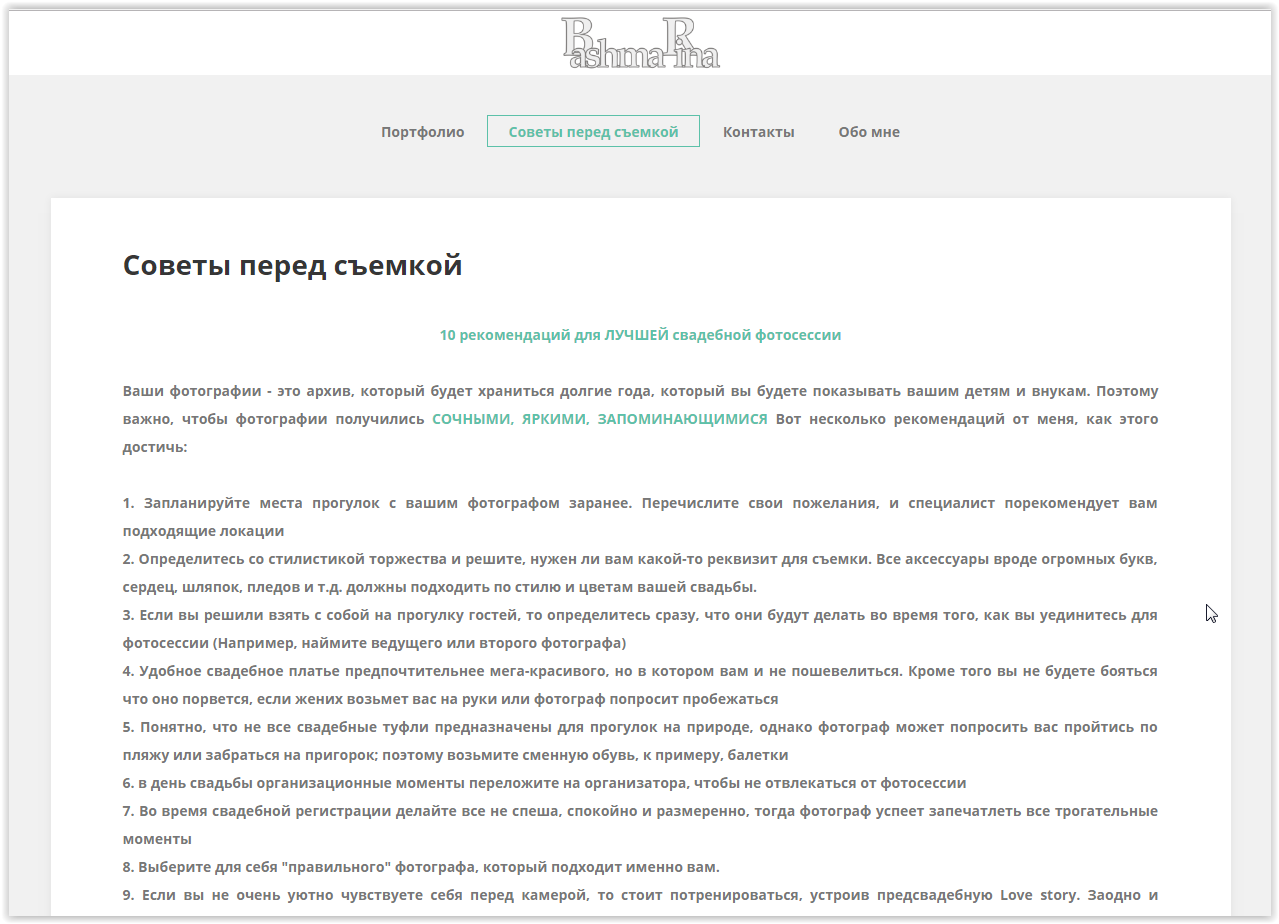 BashmaRina
Портфолио Советы перед съемкой Контакты Обо мне
Советы перед съемкой
10 рекомендаций для ЛУЧШЕЙ свадебной фотосессии
Ваши фотографии - это архив, который будет храниться долгие года, который вы будете показывать вашим детям и внукам. Поэтому
важно, чтобы фотографии получились СОЧНЫМИ, ЯРКИМИ, ЗАПОМИНАЮЩИМИСЯ Вот несколько рекомендаций от меня, как этого
достичь:
1. Запланируйте места прогулок с вашим фотографом заранее. Перечислите свои пожелания, и специалист порекомендует вам
подходящие локации
2. Определитесь со стилистикой торжества и решите, нужен ли вам какой-то реквизит для съемки. Все аксессуары вроде огромных букв,
сердец, шляпок, пледов и т.д. должны подходить по стилю и цветам вашей свадьбы.
3. Если вы решили взять с собой на прогулку гостей, то определитесь сразу, что они будут делать во время того, как вы уединитесь для
фотосессии (Например, наймите ведущего или второго фотографа)
4. Удобное свадебное платье предпочтительнее мега-красивого, но в котором вам и не пошевелиться. Кроме того вы не будете бояться
что оно порвется, если жених возьмет вас на руки или фотограф попросит пробежаться
5. Понятно, что не все свадебные туфли предназначены для прогулок на природе, однако фотограф может попросить вас пройтись по
пляжу или забраться на пригорок; поэтому возьмите сменную обувь, к примеру, балетки
6. в день свадьбы организационные моменты переложите на организатора, чтобы не отвлекаться от фотосессии
7. Во время свадебной регистрации делайте все не спеша, спокойно и размеренно, тогда фотограф успеет запечатлеть все трогательные
моменты
8. Выберите для себя "правильного" фотографа, который подходит именно вам.
9. Если вы не очень уютно чувствуете себя перед камерой, то стоит потренироваться, устроив предсвадебную Love story. Заодно и